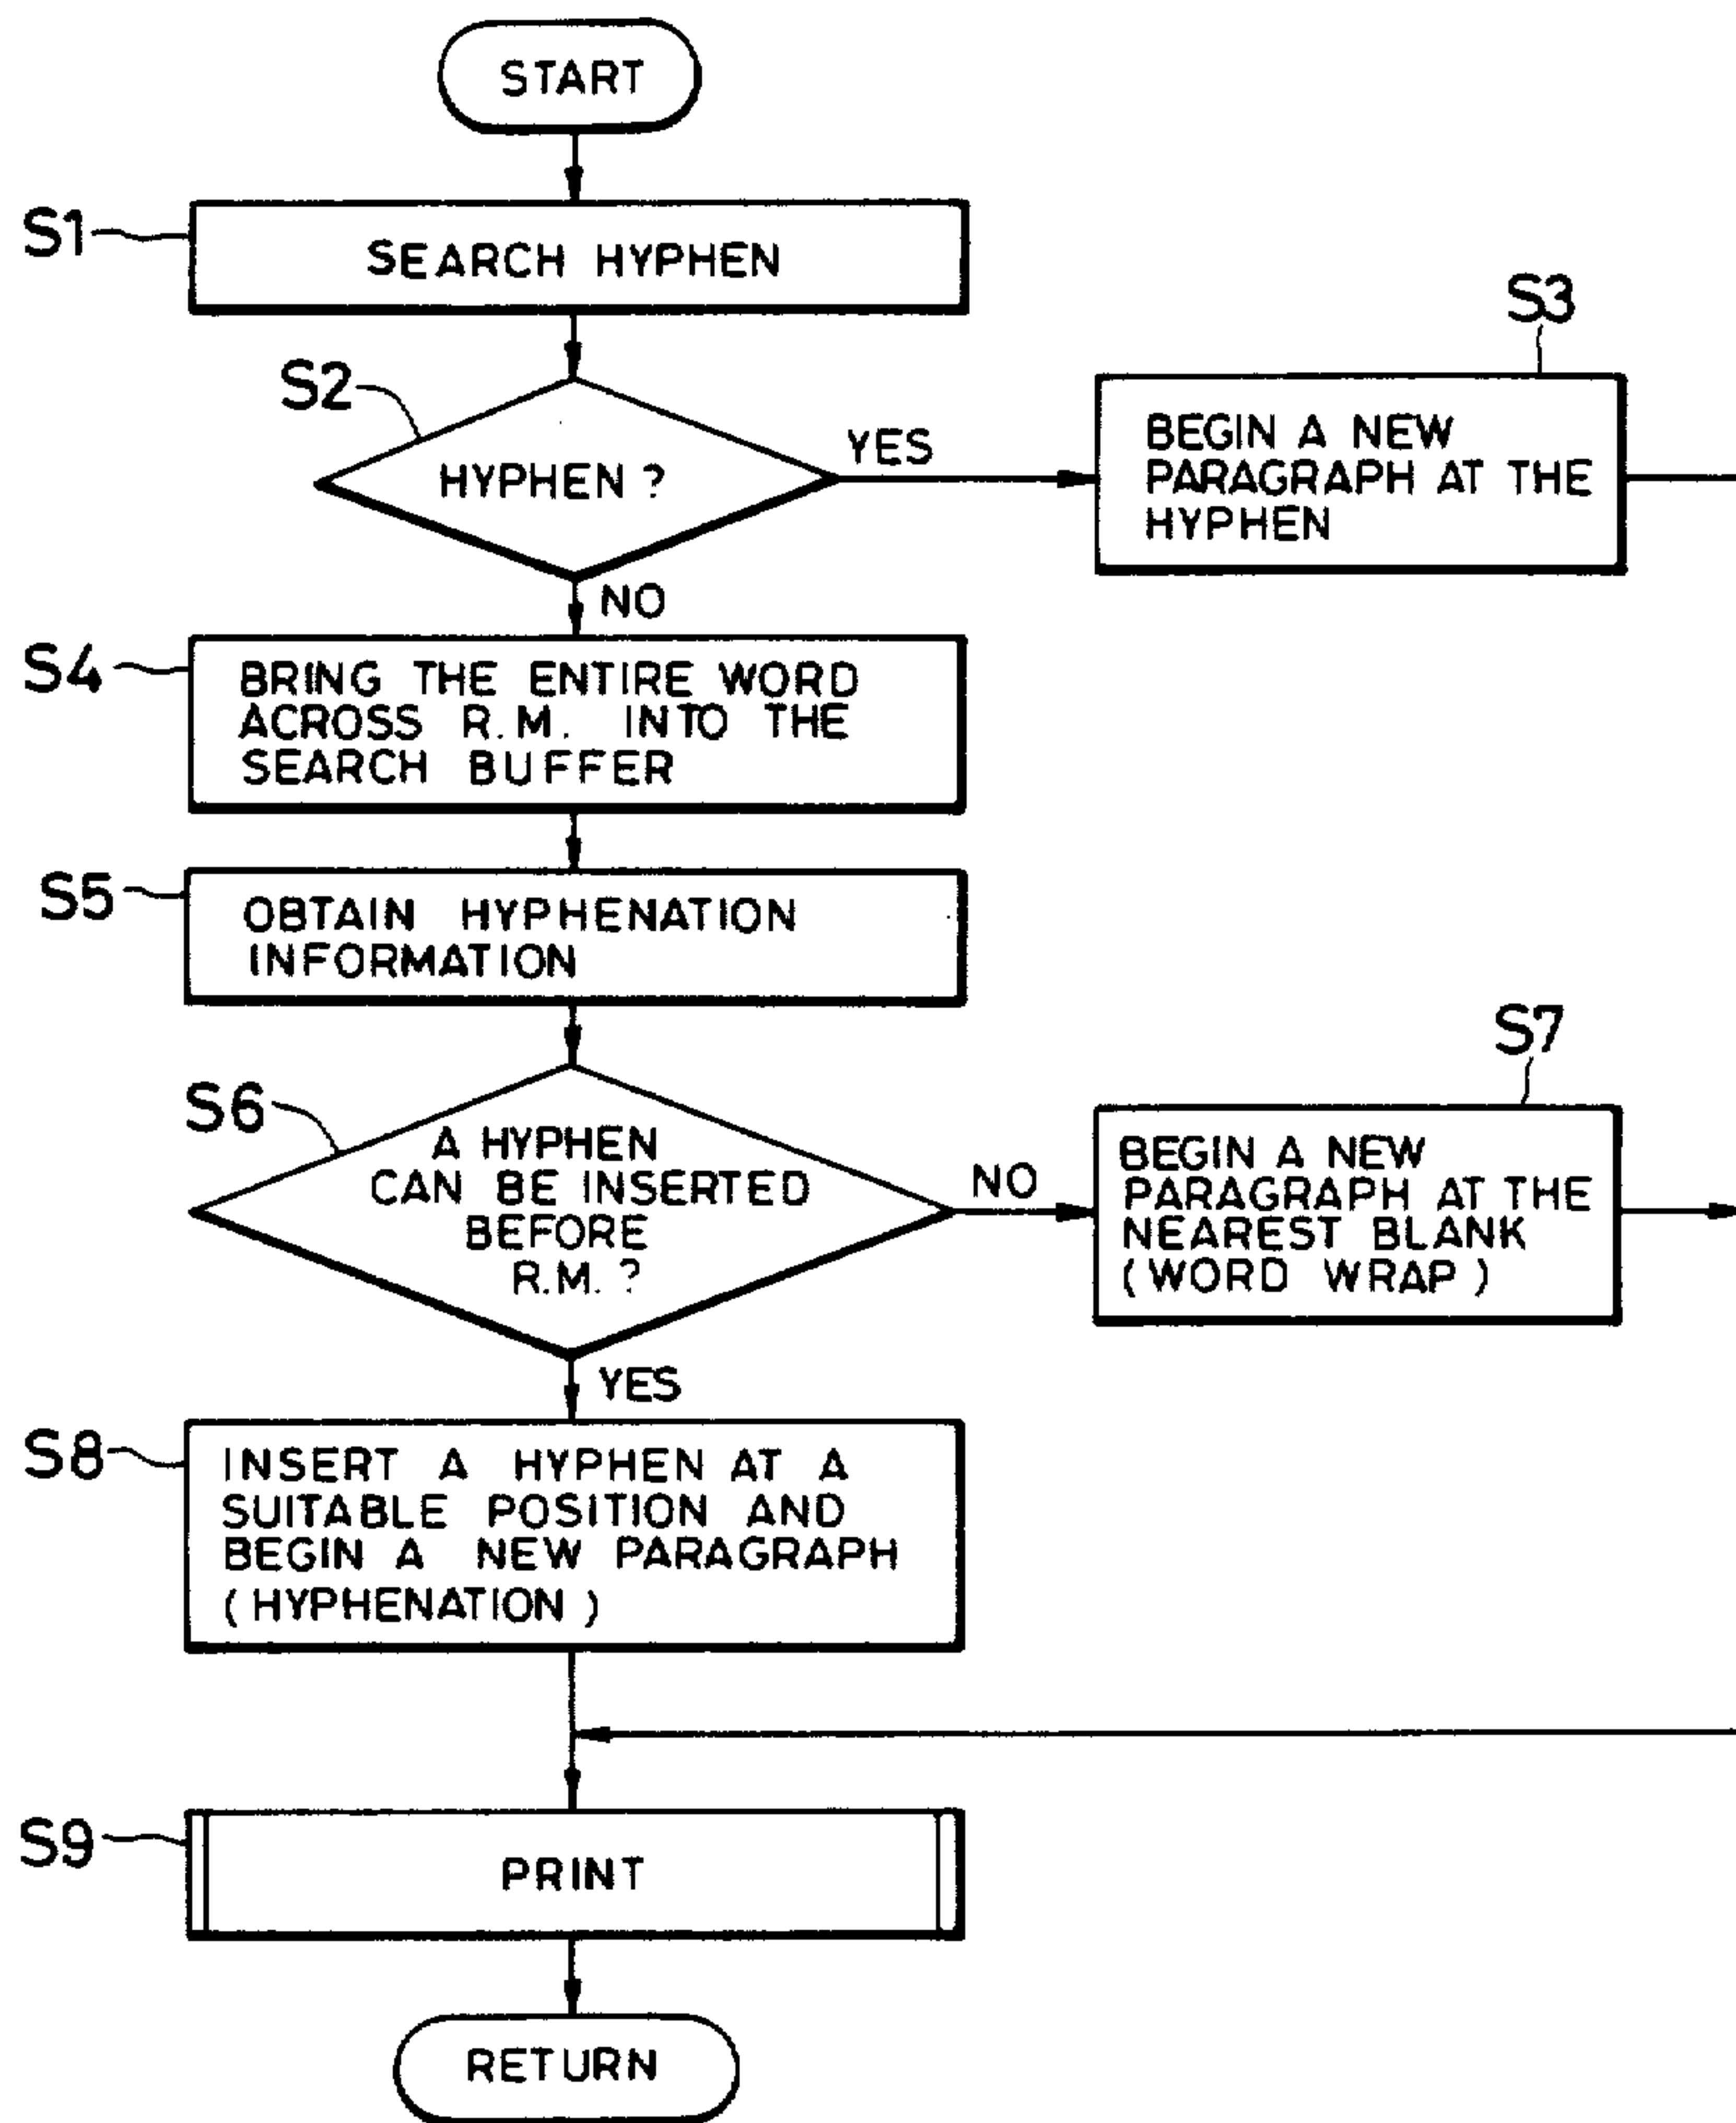 START
S1
SEARCH HYPHEN
S2
HYPHEN ?
YES
S3
BEGIN A NEW
PARAGRAPH AT THE
HYPHEN
NO
S4
BRING THE ENTIRE WORD
ACROSS R.M. INTO THE
SEARCH BUFFER
S5
OBTAIN HYPHENATION
INFORMATION
S6
A HYPHEN
CAN BE INSERTED
BEFORE
R.M. ?
NO
S7
BEGIN A NEW
PARAGRAPH AT THE
NEAREST BLANK
(WORD WRAP)
YES
S8
INSERT A HYPHEN AT A
SUITABLE POSITION AND
BEGIN A NEW PARAGRAPH
(HYPHENATION)
S9
PRINT
RETURN